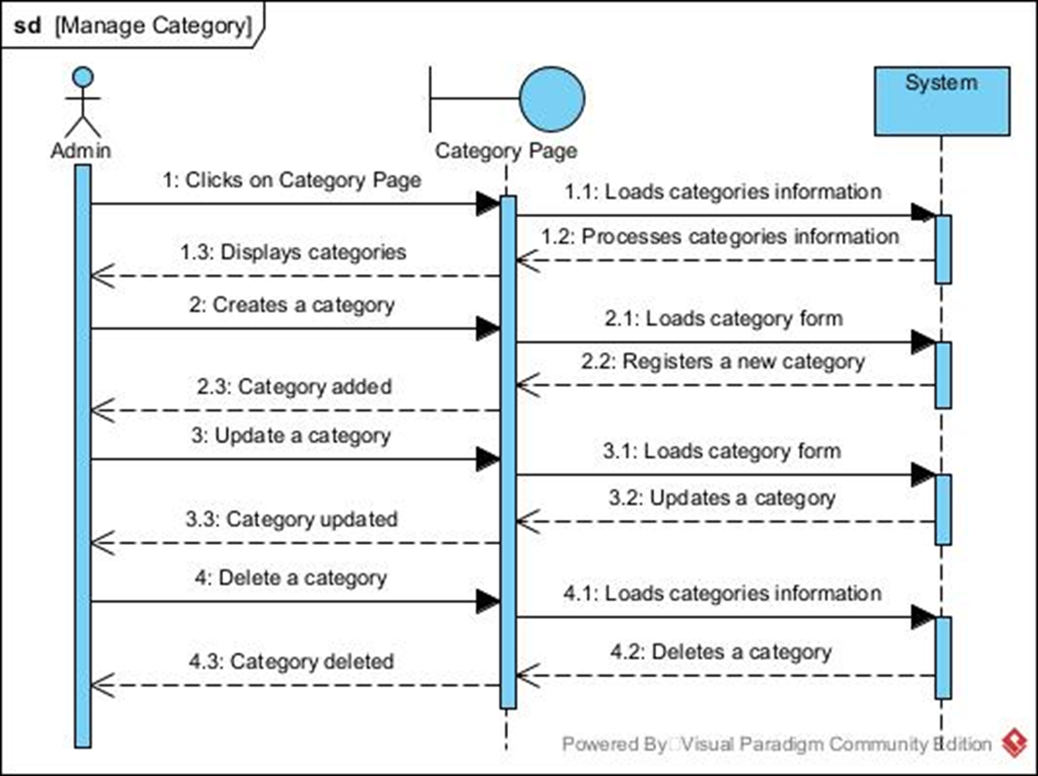 sd [Manage Category]
Admin
Category Page
System
1: Clicks on Category Page
1.1: Loads categories information
1.2: Processes categories information
1.3: Displays categories
2: Creates a category
2.1: Loads category form
2.2: Registers a new category
2.3: Category added
3: Update a category
3.1: Loads category form
3.2: Updates a category
3.3: Category updated
4: Delete a category
4.1: Loads categories information
4.2: Deletes a category
4.3: Category deleted
Powered By Visual Paradigm Community Edition